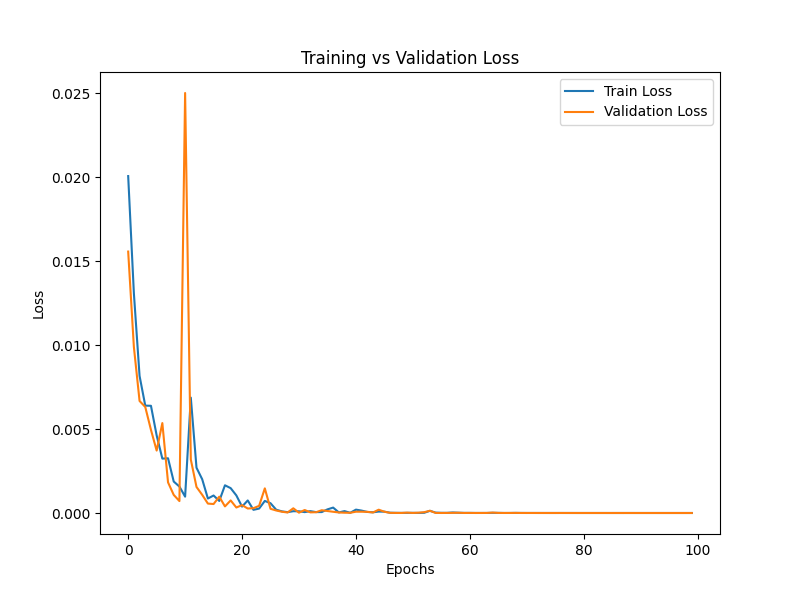 Training vs Validation Loss
Train Loss
Validation Loss
0.025
0.020
0.015
0.010
0.005
0.000
Loss
0 20 40 60 80 100
Epochs